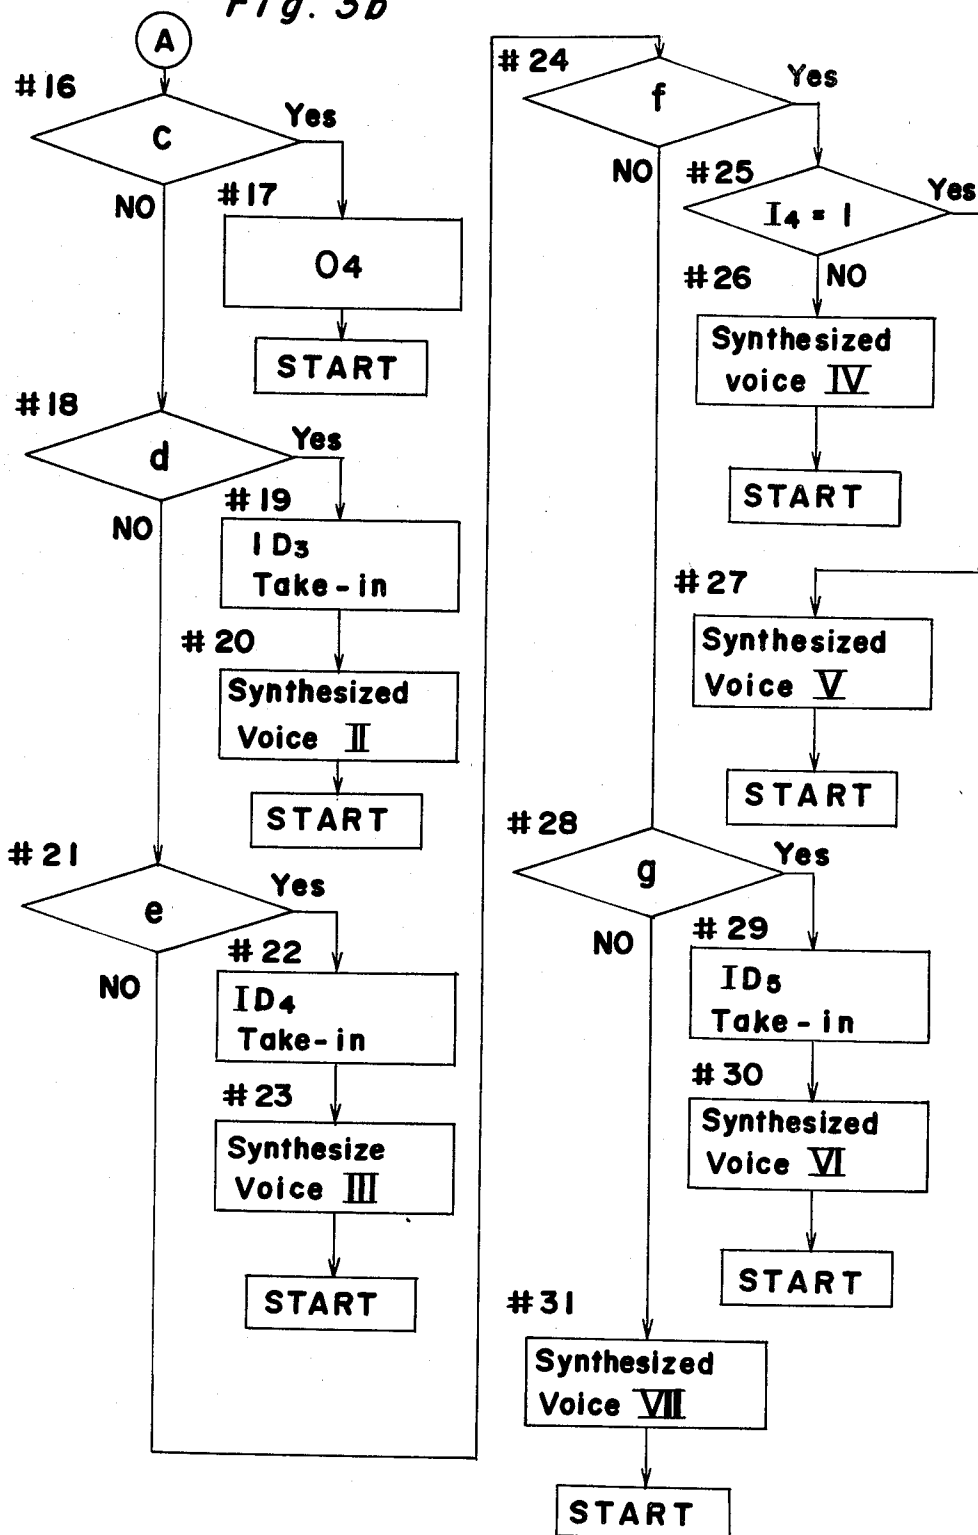 Fig. 3b
A
#16
c
Yes
NO
#17
O4
START
#18
d
Yes
NO
#19
ID3
Take-in
#20
Synthesized
Voice II
START
#21
e
Yes
NO
#22
ID4
Take-in
#23
Synthesize
Voice III
START
#24
f
Yes
NO
#25
I4 = 1
Yes
NO
#26
Synthesized
voice IV
START
#27
Synthesized
Voice V
START
#28
g
Yes
NO
#29
ID5
Take-in
#30
Synthesized
Voice VI
START
#31
Synthesized
Voice VII
START